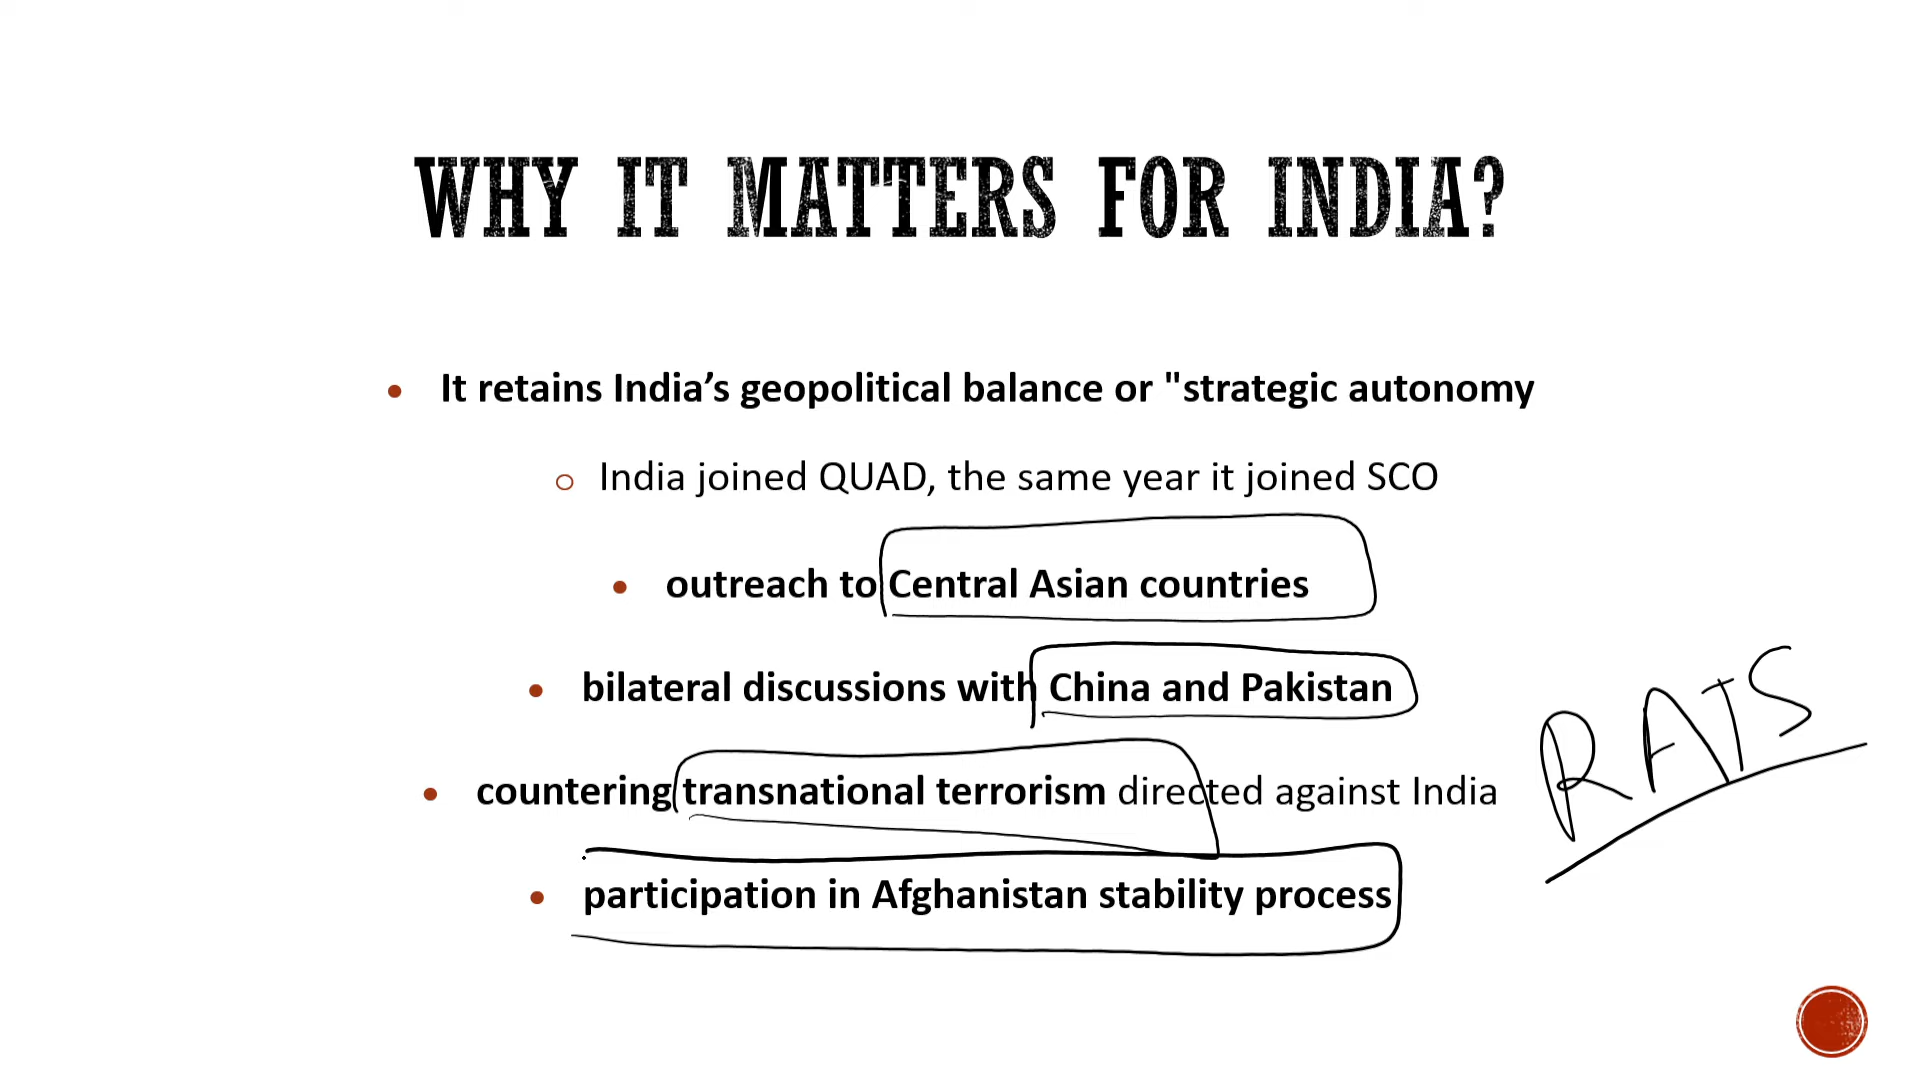 WHY IT MATTERS FOR INDIA?
• It retains India’s geopolitical balance or "strategic autonomy
o India joined QUAD, the same year it joined SCO
• outreach to Central Asian countries
• bilateral discussions with China and Pakistan
• countering transnational terrorism directed against India
RATS
• participation in Afghanistan stability process